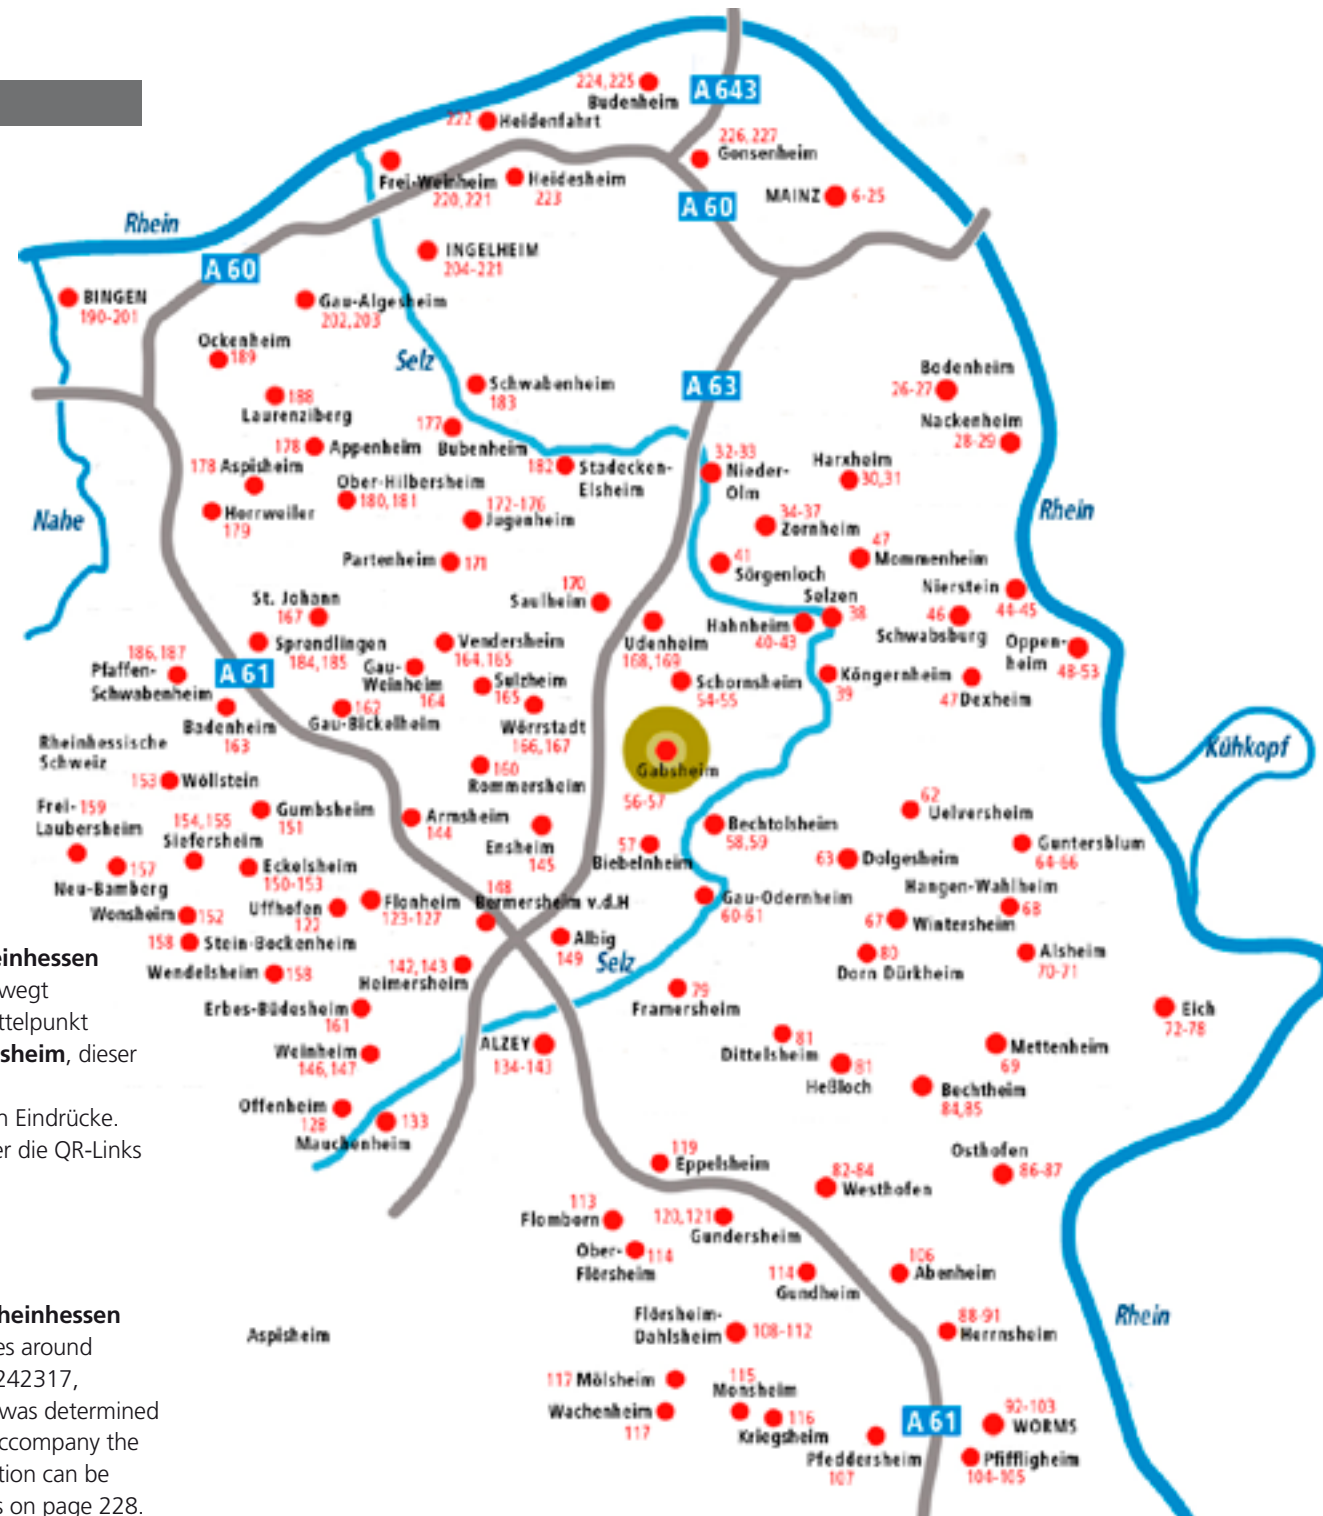 224,225
Budenheim
A 643
222 Heidenfahrt
226,227
Gonsenheim
Frei-Weinheim
220,221
Heidesheim
223
A 60
MAINZ 6-25
Rhein
INGELHEIM
204-221
A 60
BINGEN
190-201
Gau-Algesheim
202,203
Ockenheim
189
Selz
Schwabenheim
183
A 63
Bodenheim
26-27
188
Laurenziberg
177
Bubenheim
Nackenheim
28-29
178 Appenheim
178 Aspisheim
182 Stadecken-
Elsheim
32-33
Nieder-
Olm
Harxheim
30,31
Ober-Hilbersheim
180,181
Horrweiler
179
172-176
Jugenheim
34-37
Zornheim
Rhein
Nahe
Partenheim 171
41
Sörgenloch
47
Mommenheim
Nierstein
44-45
St. Johann
167
170
Saulheim
Selzen
38
Hahnheim
40-43
46
Schwabsburg
Oppen-
heim
48-53
Sprendlingen
184,185
Vendersheim
164,165
Udenheim
168,169
186,187
Pfaffen-
Schwabenheim
A 61
Gau-
Weinheim
164
Sulzheim
165
Schornsheim
54-55
Köngernheim
39
47 Dexheim
Badenheim
163
162
Gau-Bickelheim
Wörrstadt
166,167
Rheinhessische
Schweiz
Gabsheim
56-57
Kühkopf
153 Wöllstein
160
Rommersheim
Frei- 159
Laubersheim
154,155
Siefersheim
Gumbsheim
151
Armsheim
144
Ensheim
145
57
Biebelnheim
Bechtolsheim
58,59
62
Uelversheim
Guntersblum
64-66
157
Neu-Bamberg
Eckelsheim
150-153
63 Dolgesheim
Hangen-Wahlheim
68
Wonsheim 152
Uffhofen
122
Flonheim
123-127
148
Bermersheim v.d.H
Gau-Odernheim
60-61
67 Wintersheim
158 Stein-Bockenheim
Albig
149
Selz
80
Dorn Dürkheim
Alsheim
70-71
Wendelsheim 158
142,143
Heimersheim
79
Framersheim
Eich
72-78
Erbes-Büdesheim
161
ALZEY
134-143
81
Dittelsheim
Mettenheim
69
Weinheim
146,147
81
Heßloch
Bechtheim
84,85
Offenheim
128
133
Mauchenheim
119
Eppelsheim
82-84
Westhofen
Osthofen
86-87
113
Flomborn
120,121
Gundersheim
Ober-
Flörsheim
114
114
Gundheim
106
Abenheim
Flörsheim-
Dahlsheim 108-112
88-91
Herrnsheim
Rhein
Aspisheim
117 Mölsheim
115
Monsheim
Wachenheim
117
116
Kriegsheim
A 61
92-103
WORMS
Pfeddersheim
107
Pfiffligheim
104-105
einhessen
wegt
ttelpunkt
sheim, dieser
n Eindrücke.
er die QR-Links
heinhessen
es around
242317,
was determined
ccompany the
tion can be
s on page 228.